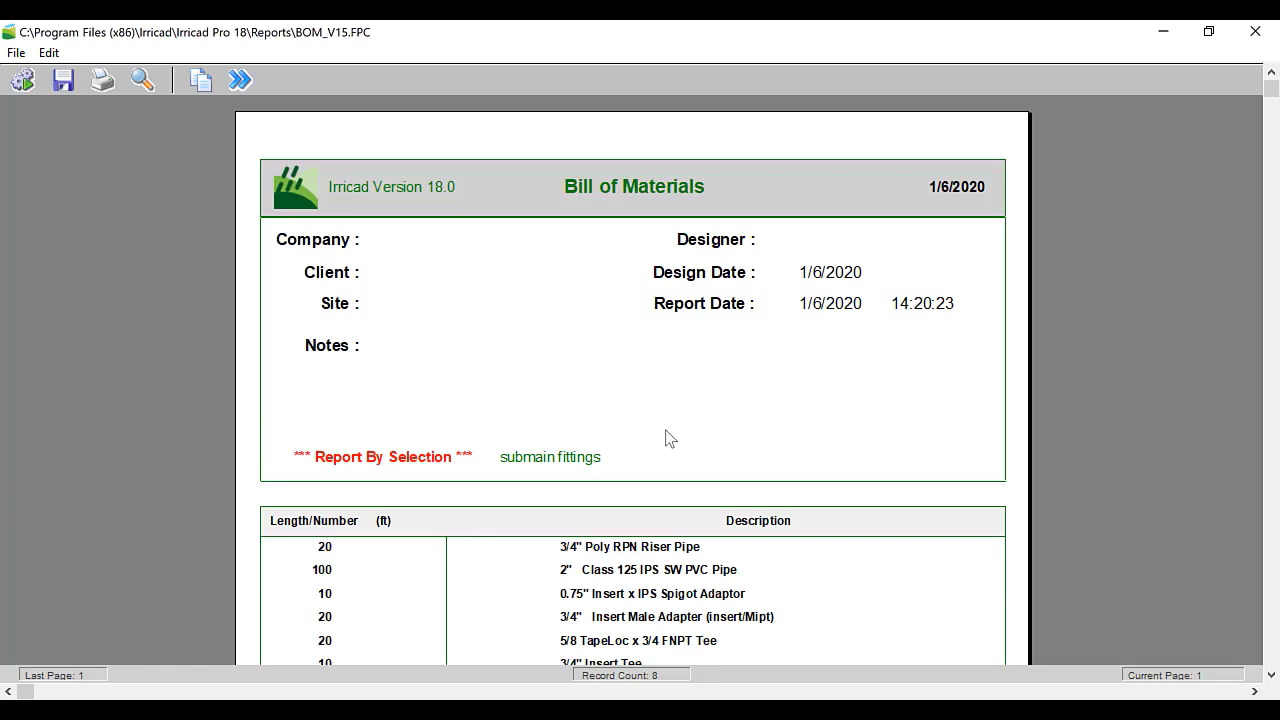 C:\Program Files (x86)\Irricad\Irricad Pro 18\Reports\BOM_V15.FPC
File Edit
Irricad Version 18.0 Bill of Materials 1/6/2020
Company : Designer :
Client : Design Date : 1/6/2020
Site : Report Date : 1/6/2020 14:20:23
Notes :
*** Report By Selection *** submain fittings
Length/Number (ft) Description
20 3/4" Poly RPN Riser Pipe
100 2" Class 125 IPS SW PVC Pipe
10 0.75" Insert x IPS Spigot Adaptor
20 3/4" Insert Male Adapter (insert/Mipt)
20 5/8 TapeLoc x 3/4 FNPT Tee
10 3/4" Insert Tee
Last Page: 1 Record Count: 8 Current Page: 1